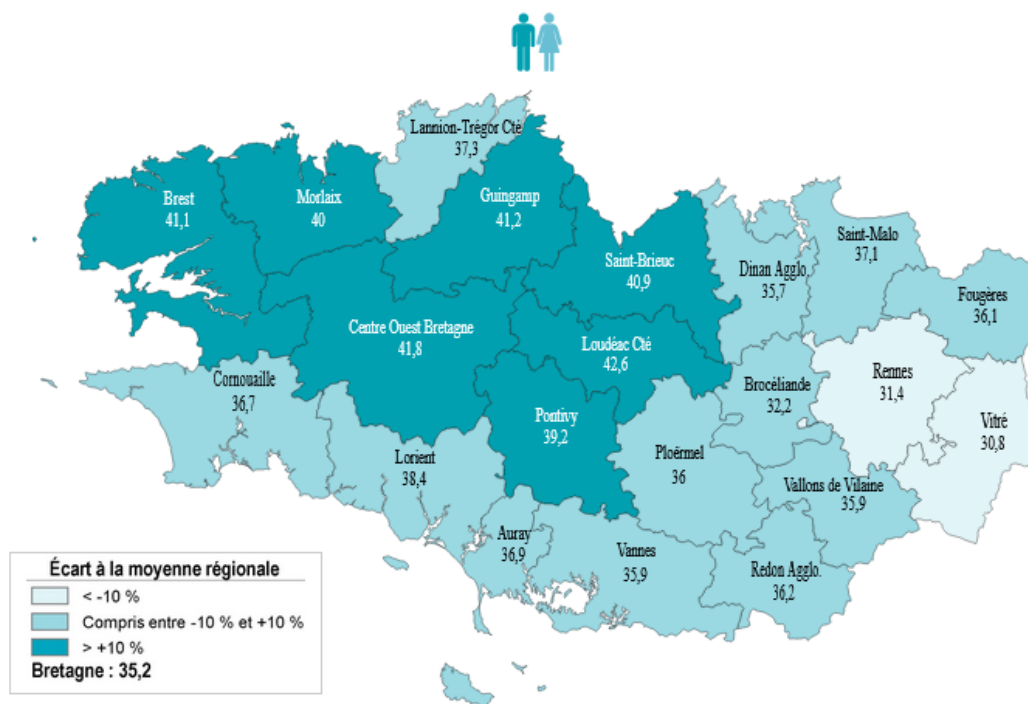 Lannion-Trégor Cté
37,3
Brest
41,1
Morlaix
40
Guingamp
41,2
Saint-Brieuc
40,9
Dinan Agglo.
35,7
Saint-Malo
37,1
Fougères
36,1
Centre Ouest Bretagne
41,8
Loudéac Cté
42,6
Brocéliande
32,2
Rennes
31,4
Vitré
30,8
Cornouaille
36,7
Pontivy
39,2
Ploërmel
36
Lorient
38,4
Vallons de Vilaine
35,9
Auray
36,9
Vannes
35,9
Redon Agglo.
36,2
Écart à la moyenne régionale
< -10 %
Compris entre -10 % et +10 %
> +10 %
Bretagne : 35,2